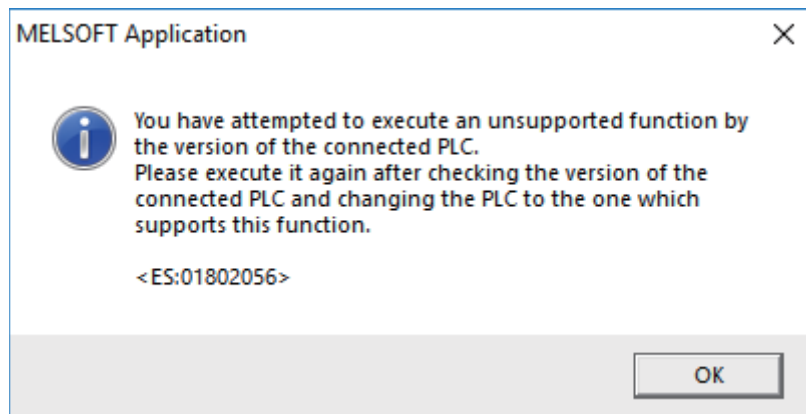 MELSOFT Application
You have attempted to execute an unsupported function by
the version of the connected PLC.
Please execute it again after checking the version of the
connected PLC and changing the PLC to the one which
supports this function.
<ES:01802056>
OK